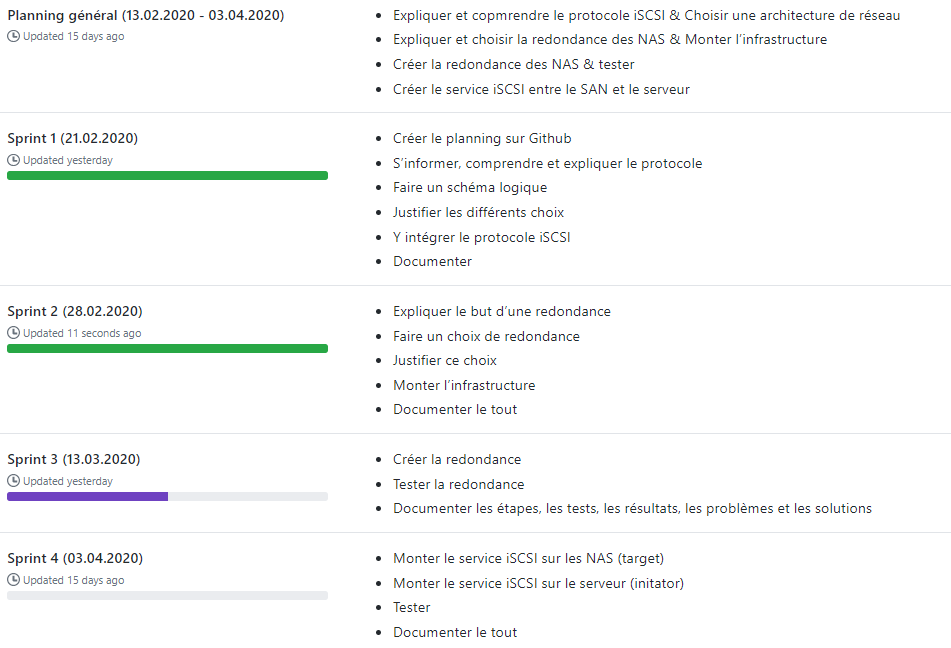 Planning général (13.02.2020 - 03.04.2020)
Updated 15 days ago
• Expliquer et copmrendre le protocole iSCSI & Choisir une architecture de réseau
• Expliquer et choisir la redondance des NAS & Monter l’infrastructure
• Créer la redondance des NAS & tester
• Créer le service iSCSI entre le SAN et le serveur
Sprint 1 (21.02.2020)
Updated yesterday
• Créer le planning sur Github
• S’informer, comprendre et expliquer le protocole
• Faire un schéma logique
• Justifier les différents choix
• Y intégrer le protocole iSCSI
• Documenter
Sprint 2 (28.02.2020)
Updated 11 seconds ago
• Expliquer le but d’une redondance
• Faire un choix de redondance
• Justifier ce choix
• Monter l’infrastructure
• Documenter le tout
Sprint 3 (13.03.2020)
Updated yesterday
• Créer la redondance
• Tester la redondance
• Documenter les étapes, les tests, les résultats, les problèmes et les solutions
Sprint 4 (03.04.2020)
Updated 15 days ago
• Monter le service iSCSI sur les NAS (target)
• Monter le service iSCSI sur le serveur (initator)
• Tester
• Documenter le tout